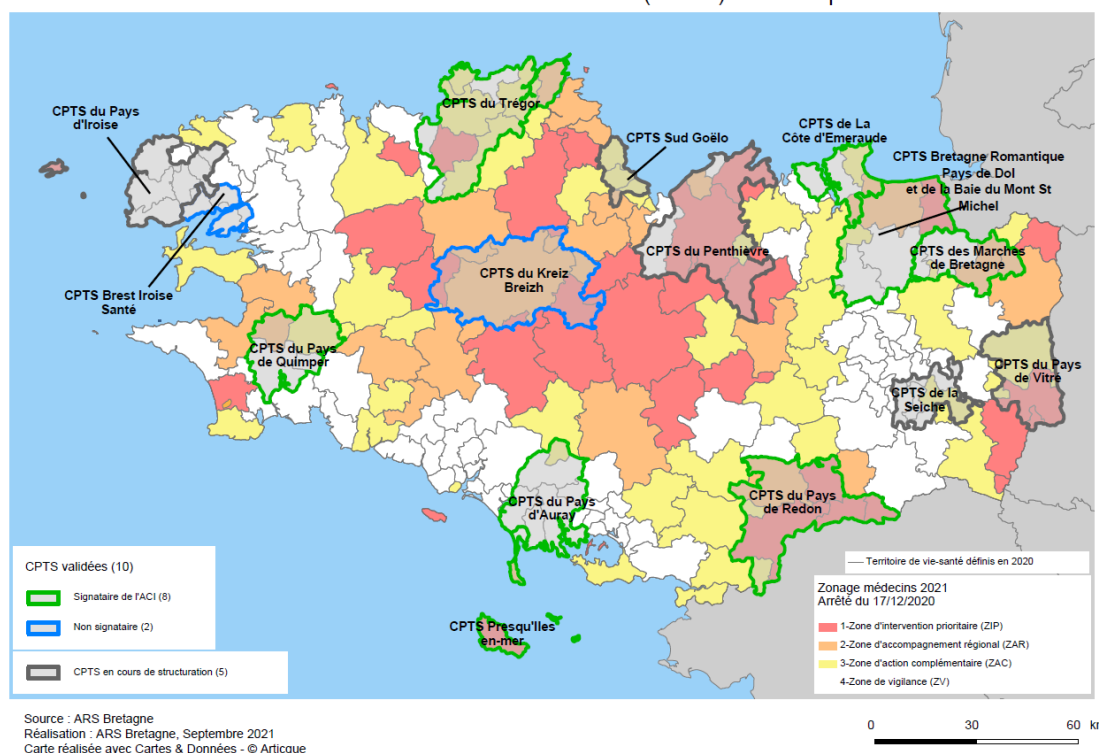 CPTS du Pays
d'Iroise
CPTS du Trégor
CPTS Sud Goëlo
CPTS de La
Côte d'Emeraude
CPTS Bretagne Romantique
Pays de Dol
et de la Baie du Mont St
Michel
CPTS du Penthièvre
CPTS des Marches
de Bretagne
CPTS du Kreiz
Breizh
CPTS Brest Iroise
Santé
CPTS du Pays
de Quimper
CPTS du Pays
de Vitré
CPTS de la
Seiche
CPTS du Pays
d'Auray
CPTS du Pays
de Redon
CPTS Presqu'Iles
en-mer
CPTS validées (10)
Signataire de l'ACI (8)
Non signataire (2)
CPTS en cours de structuration (5)
Territoire de vie-santé définis en 2020
Zonage médecins 2021
Arrêté du 17/12/2020
1-Zone d'intervention prioritaire (ZIP)
2-Zone d'accompagnement régional (ZAR)
3-Zone d'action complémentaire (ZAC)
4-Zone de vigilance (ZV)
Source : ARS Bretagne
Réalisation : ARS Bretagne, Septembre 2021
Carte réalisée avec Cartes & Données - © Articque
0 30 60